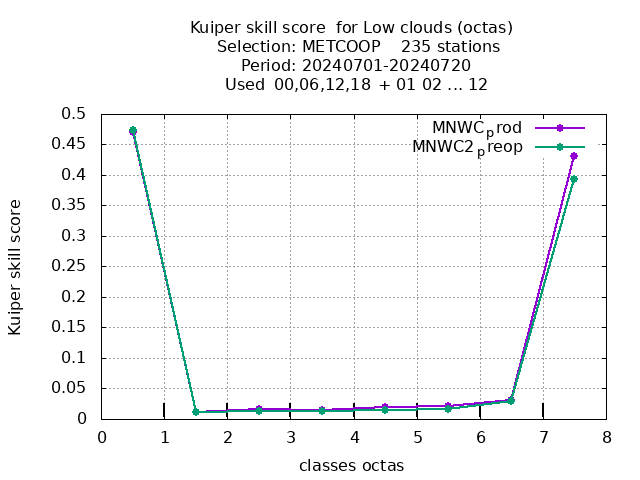 Kuiper skill score  for Low clouds (octas)
Selection: METCOOP    235 stations
Period: 20240701-20240720
Used  00,06,12,18 + 01 02 ... 12
MNWCprod
MNWC2preop
0.5
0.45
0.4
0.35
0.3
0.25
0.2
0.15
0.1
0.05
0
Kuiper skill score
0 1 2 3 4 5 6 7 8
classes octas